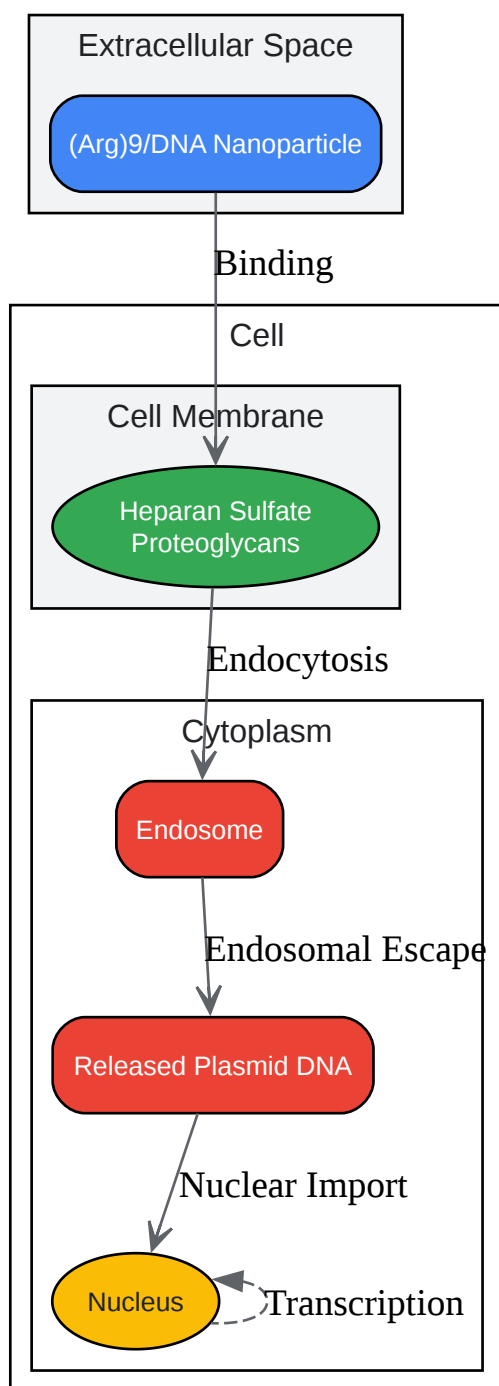 Extracellular Space
(Arg)9/DNA Nanoparticle
Binding
Cell
Cell Membrane
Heparan Sulfate
Proteoglycans
Endocytosis
Cytoplasm
Endosome
Endosomal Escape
Released Plasmid DNA
Nuclear Import
Nucleus
Transcription